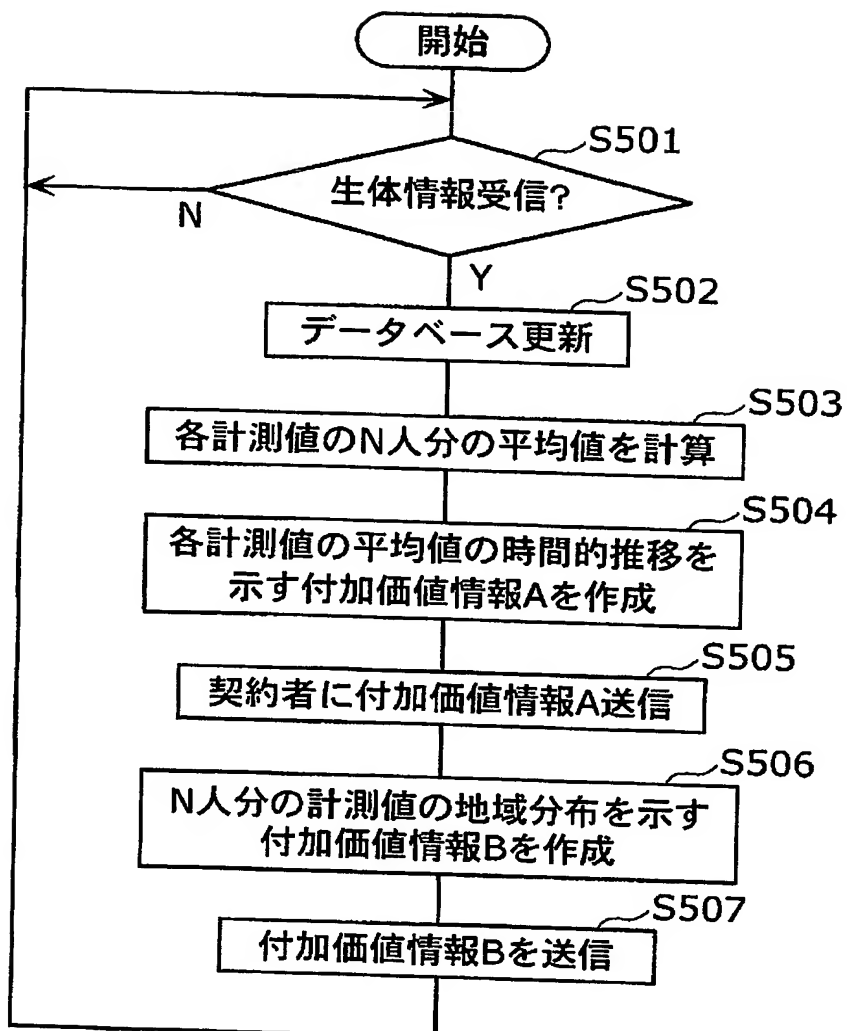 開始
S501
生体情報受信?
N
Y
S502
データベース更新
S503
各計測値のN人分の平均値を計算
S504
各計測値の平均値の時間的推移を
示す付加価値情報Aを作成
S505
契約者に付加価値情報A送信
S506
N人分の計測値の地域分布を示す
付加価値情報Bを作成
S507
付加価値情報Bを送信